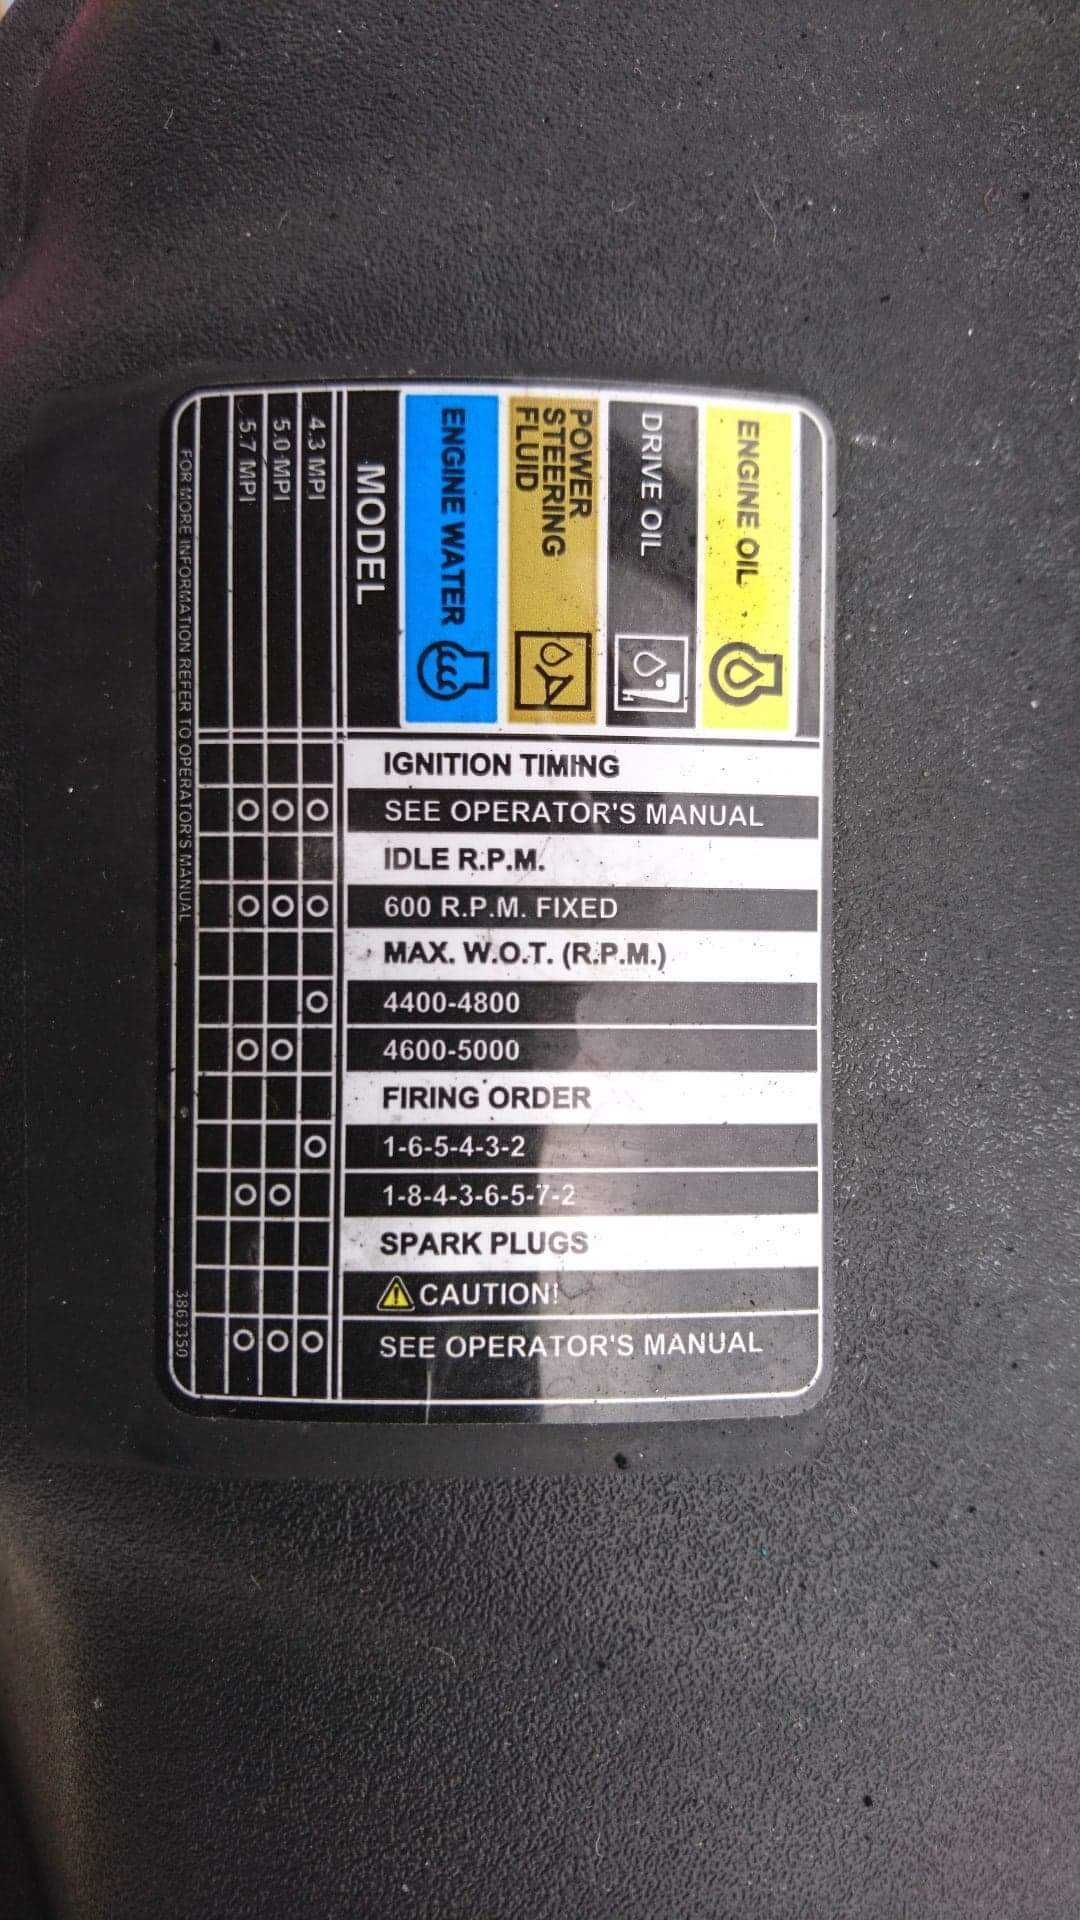 ENGINE OIL
DRIVE OIL
POWER
STEERING
FLUID
ENGINE WATER
MODEL
4.3 MPI
5.0 MPI
5.7 MPI
IGNITION TIMING
SEE OPERATOR'S MANUAL
IDLE R.P.M.
600 R.P.M. FIXED
MAX. W.O.T. (R.P.M.)
4400-4800
4600-5000
FIRING ORDER
1-6-5-4-3-2
1-8-4-3-6-5-7-2
SPARK PLUGS
CAUTION!
SEE OPERATOR'S MANUAL
FOR MORE INFORMATION REFER TO OPERATOR'S MANUAL
3863350